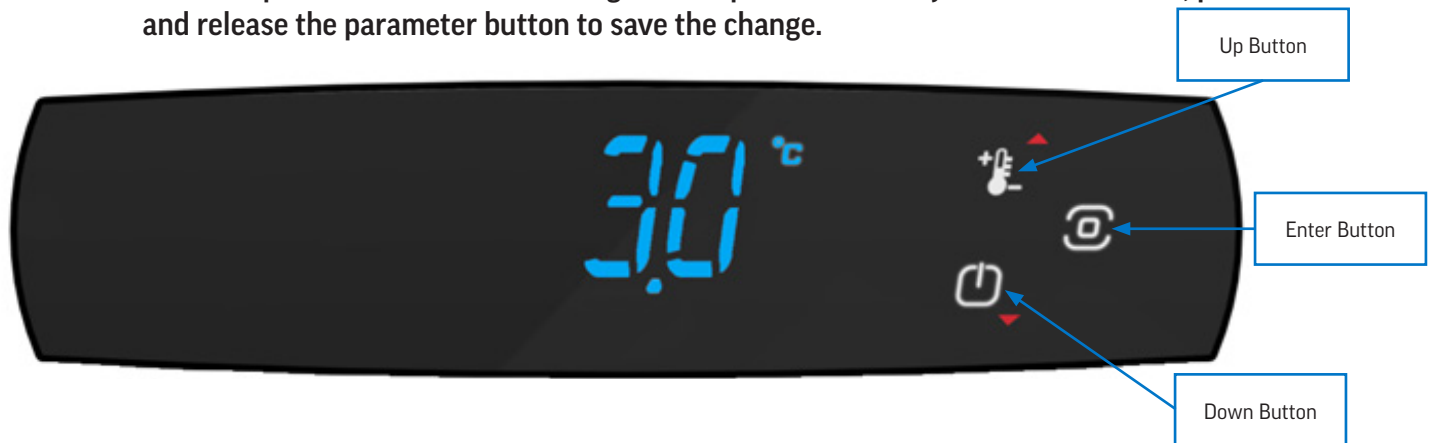 and release the parameter button to save the change.
Up Button
3.0 °C
Enter Button
Down Button